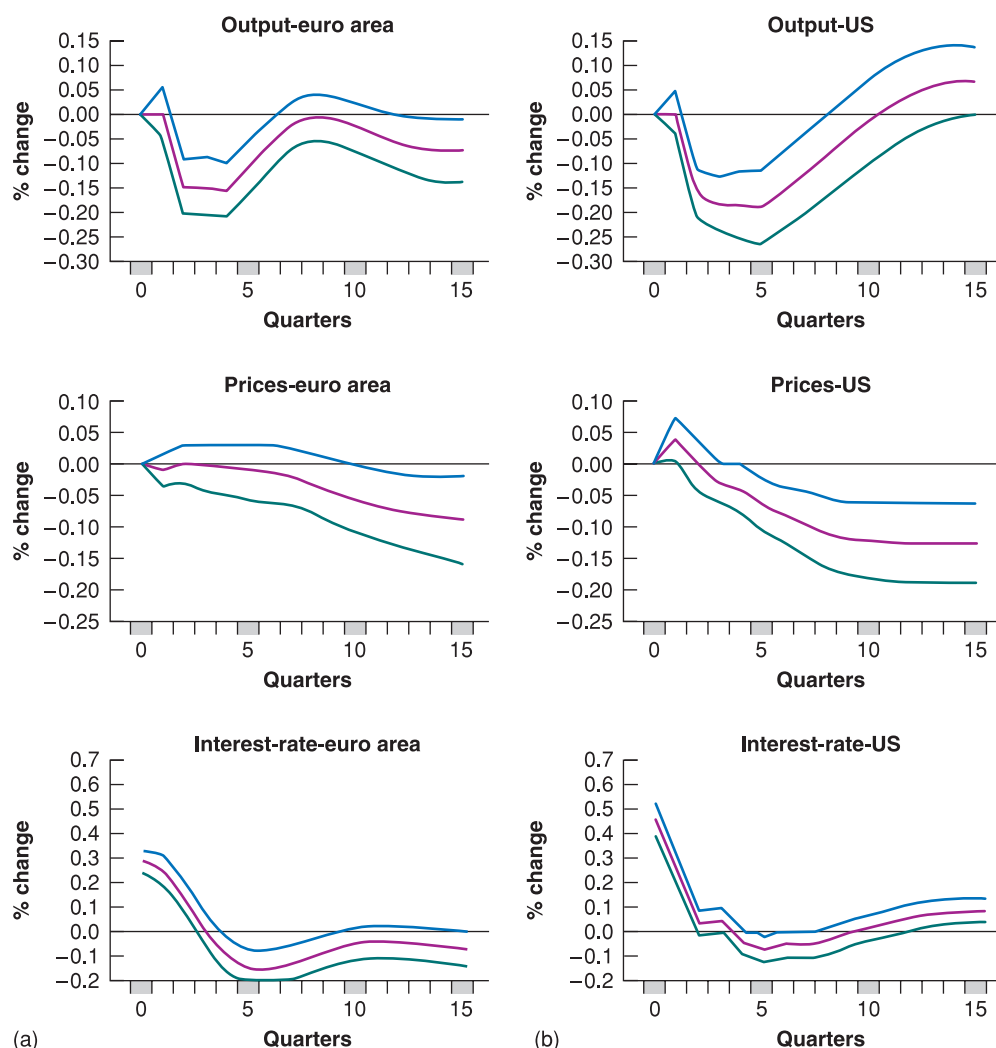 Output-euro area
% change
0.15
0.10
0.05
0.00
−0.05
−0.10
−0.15
−0.20
−0.25
−0.30
0 5 10 15
Quarters
Output-US
% change
0.15
0.10
0.05
0.00
−0.05
−0.10
−0.15
−0.20
−0.25
−0.30
0 5 10 15
Quarters
Prices-euro area
% change
0.10
0.05
0.00
−0.05
−0.10
−0.15
−0.20
−0.25
0 5 10 15
Quarters
Prices-US
% change
0.10
0.05
0.00
−0.05
−0.10
−0.15
−0.20
−0.25
0 5 10 15
Quarters
Interest-rate-euro area
% change
0.7
0.6
0.5
0.4
0.3
0.2
0.1
0.0
−0.1
−0.2
0 5 10 15
Quarters
(a)
Interest-rate-US
% change
0.7
0.6
0.5
0.4
0.3
0.2
0.1
0.0
−0.1
−0.2
0 5 10 15
Quarters
(b)